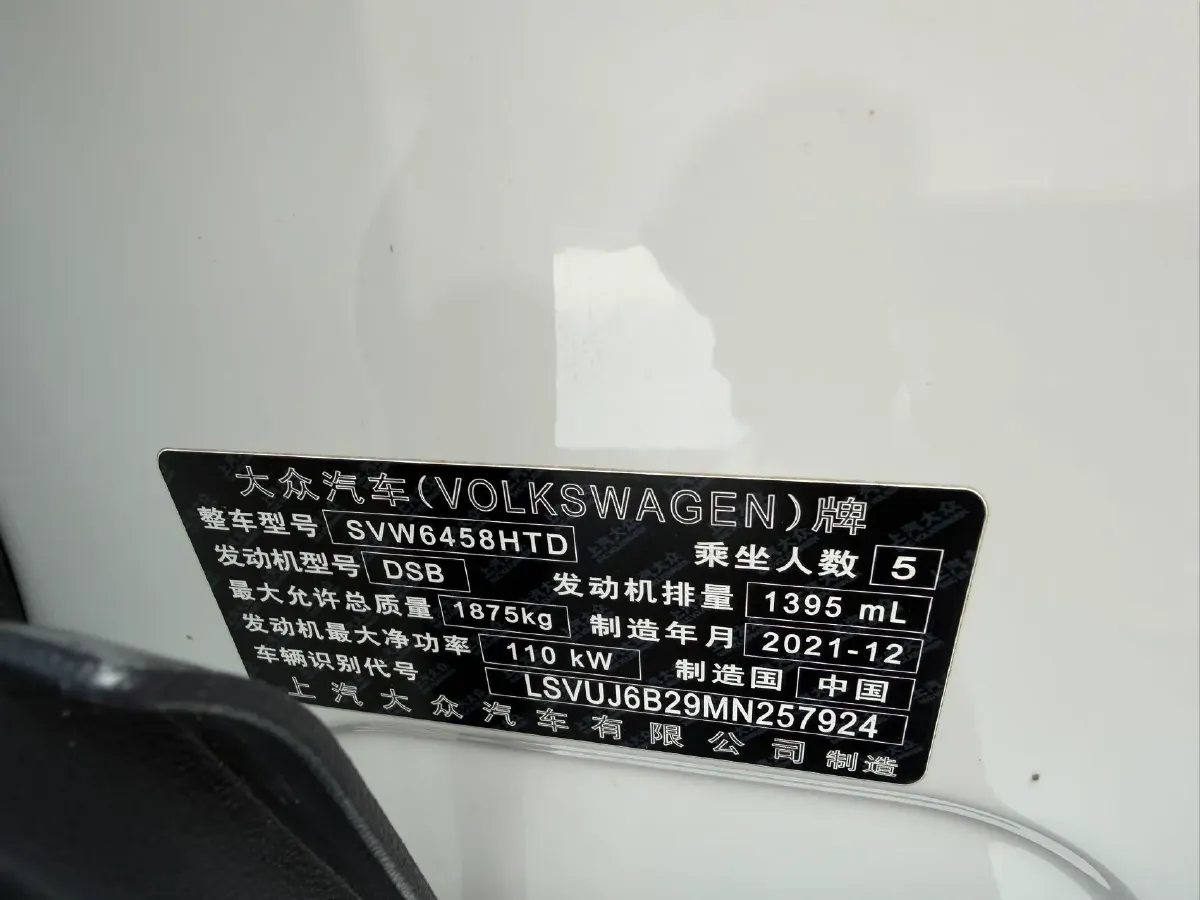 大众汽车(VOLKSWAGEN)牌
整车型号 SVW6458HTD 乘坐人数 5
发动机型号 DSB 发动机排量 1395 mL
最大允许总质量 1875kg 制造年月 2021-12
发动机最大净功率 110 kW 制造国 中国
车辆识别代号 LSVUJ6B29MN257924
上汽大众汽车有限公司 制造